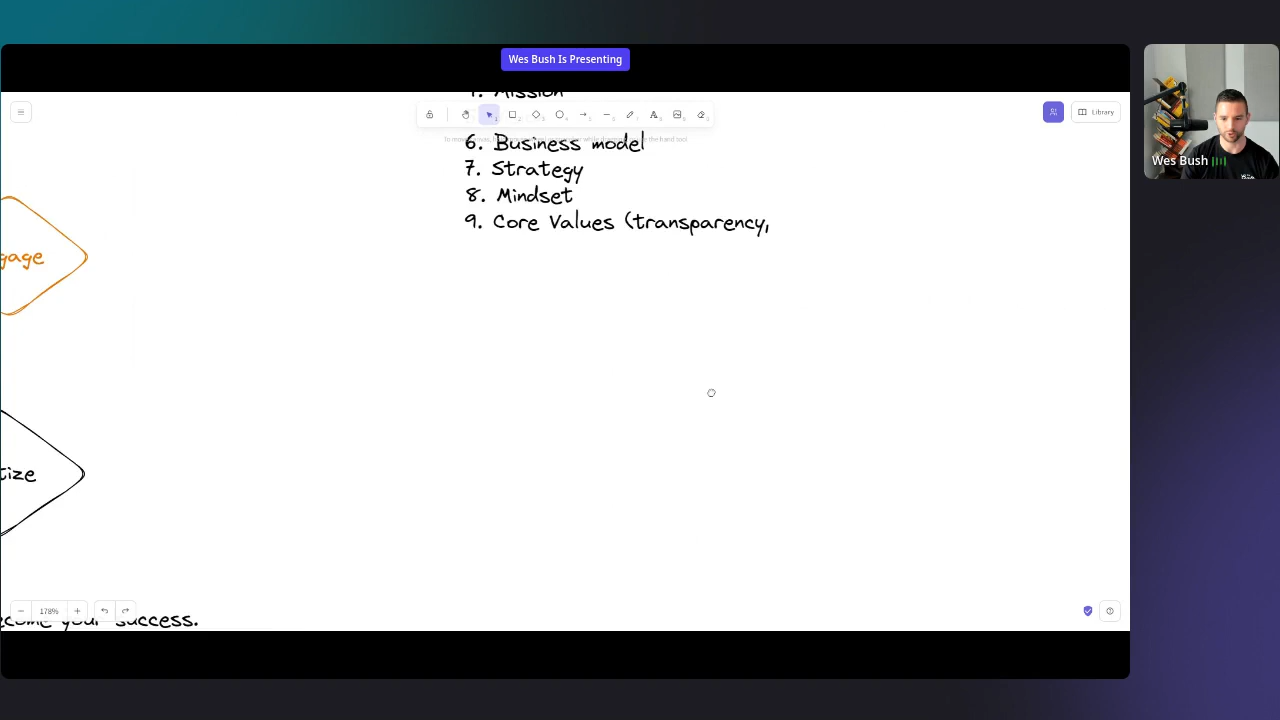 Wes Bush Is Presenting
Mission
Library
6. Business model
7. Strategy
8. Mindset
9. Core Values (transparency,
gage
tize
178%
ecome your success.
Wes Bush